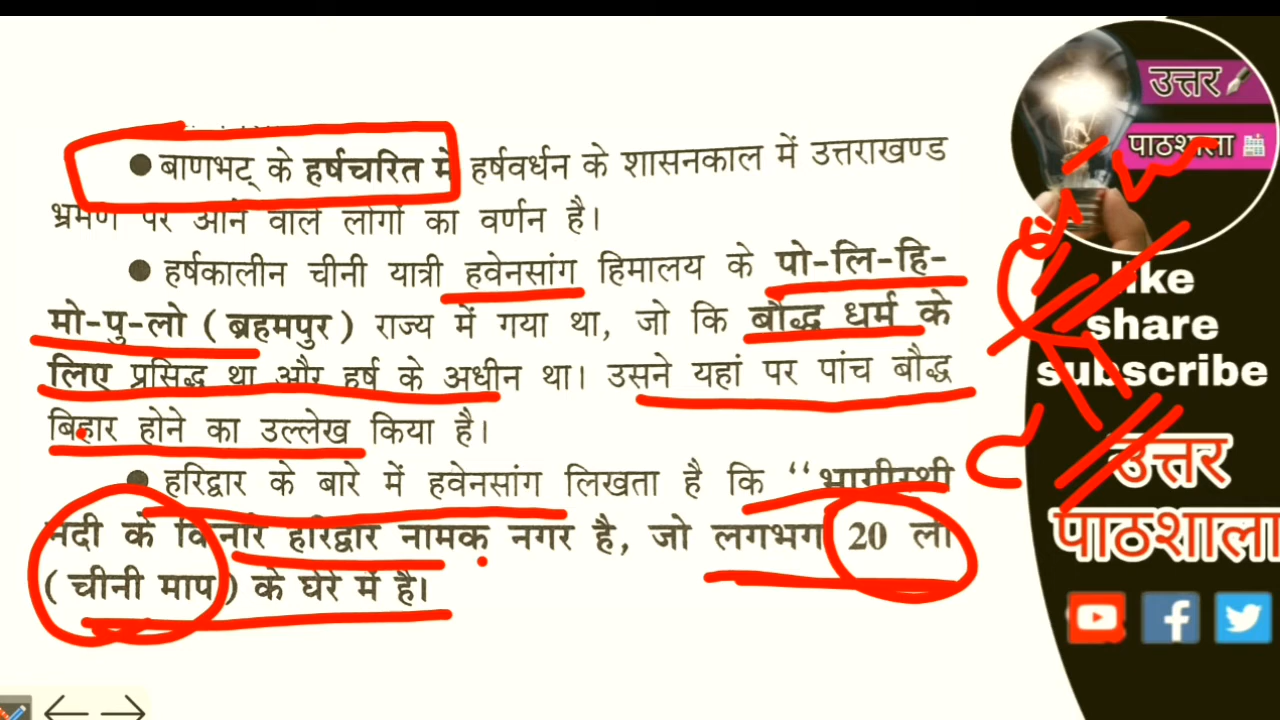 ● बाणभट् के हर्षचरित में हर्षवर्धन के शासनकाल में उत्तराखण्ड
भ्रमण पर आने वाले लोगों का वर्णन है।
● हर्षकालीन चीनी यात्री हवेनसांग हिमालय के पो-लि-हि-
मो-पु-लो (ब्रहमपुर) राज्य में गया था, जो कि बौद्ध धर्म के
लिए प्रसिद्ध था और हर्ष के अधीन था। उसने यहां पर पांच बौद्ध
बिहार होने का उल्लेख किया है।
● हरिद्वार के बारे में हवेनसांग लिखता है कि “भागीरथी
नदी के किनारे हरिद्वार नामक नगर है, जो लगभग 20 ली
(चीनी माप) के घेरे में है।
उत्तर
पाठशाला
like
share
subscribe
उत्तर
पाठशाला